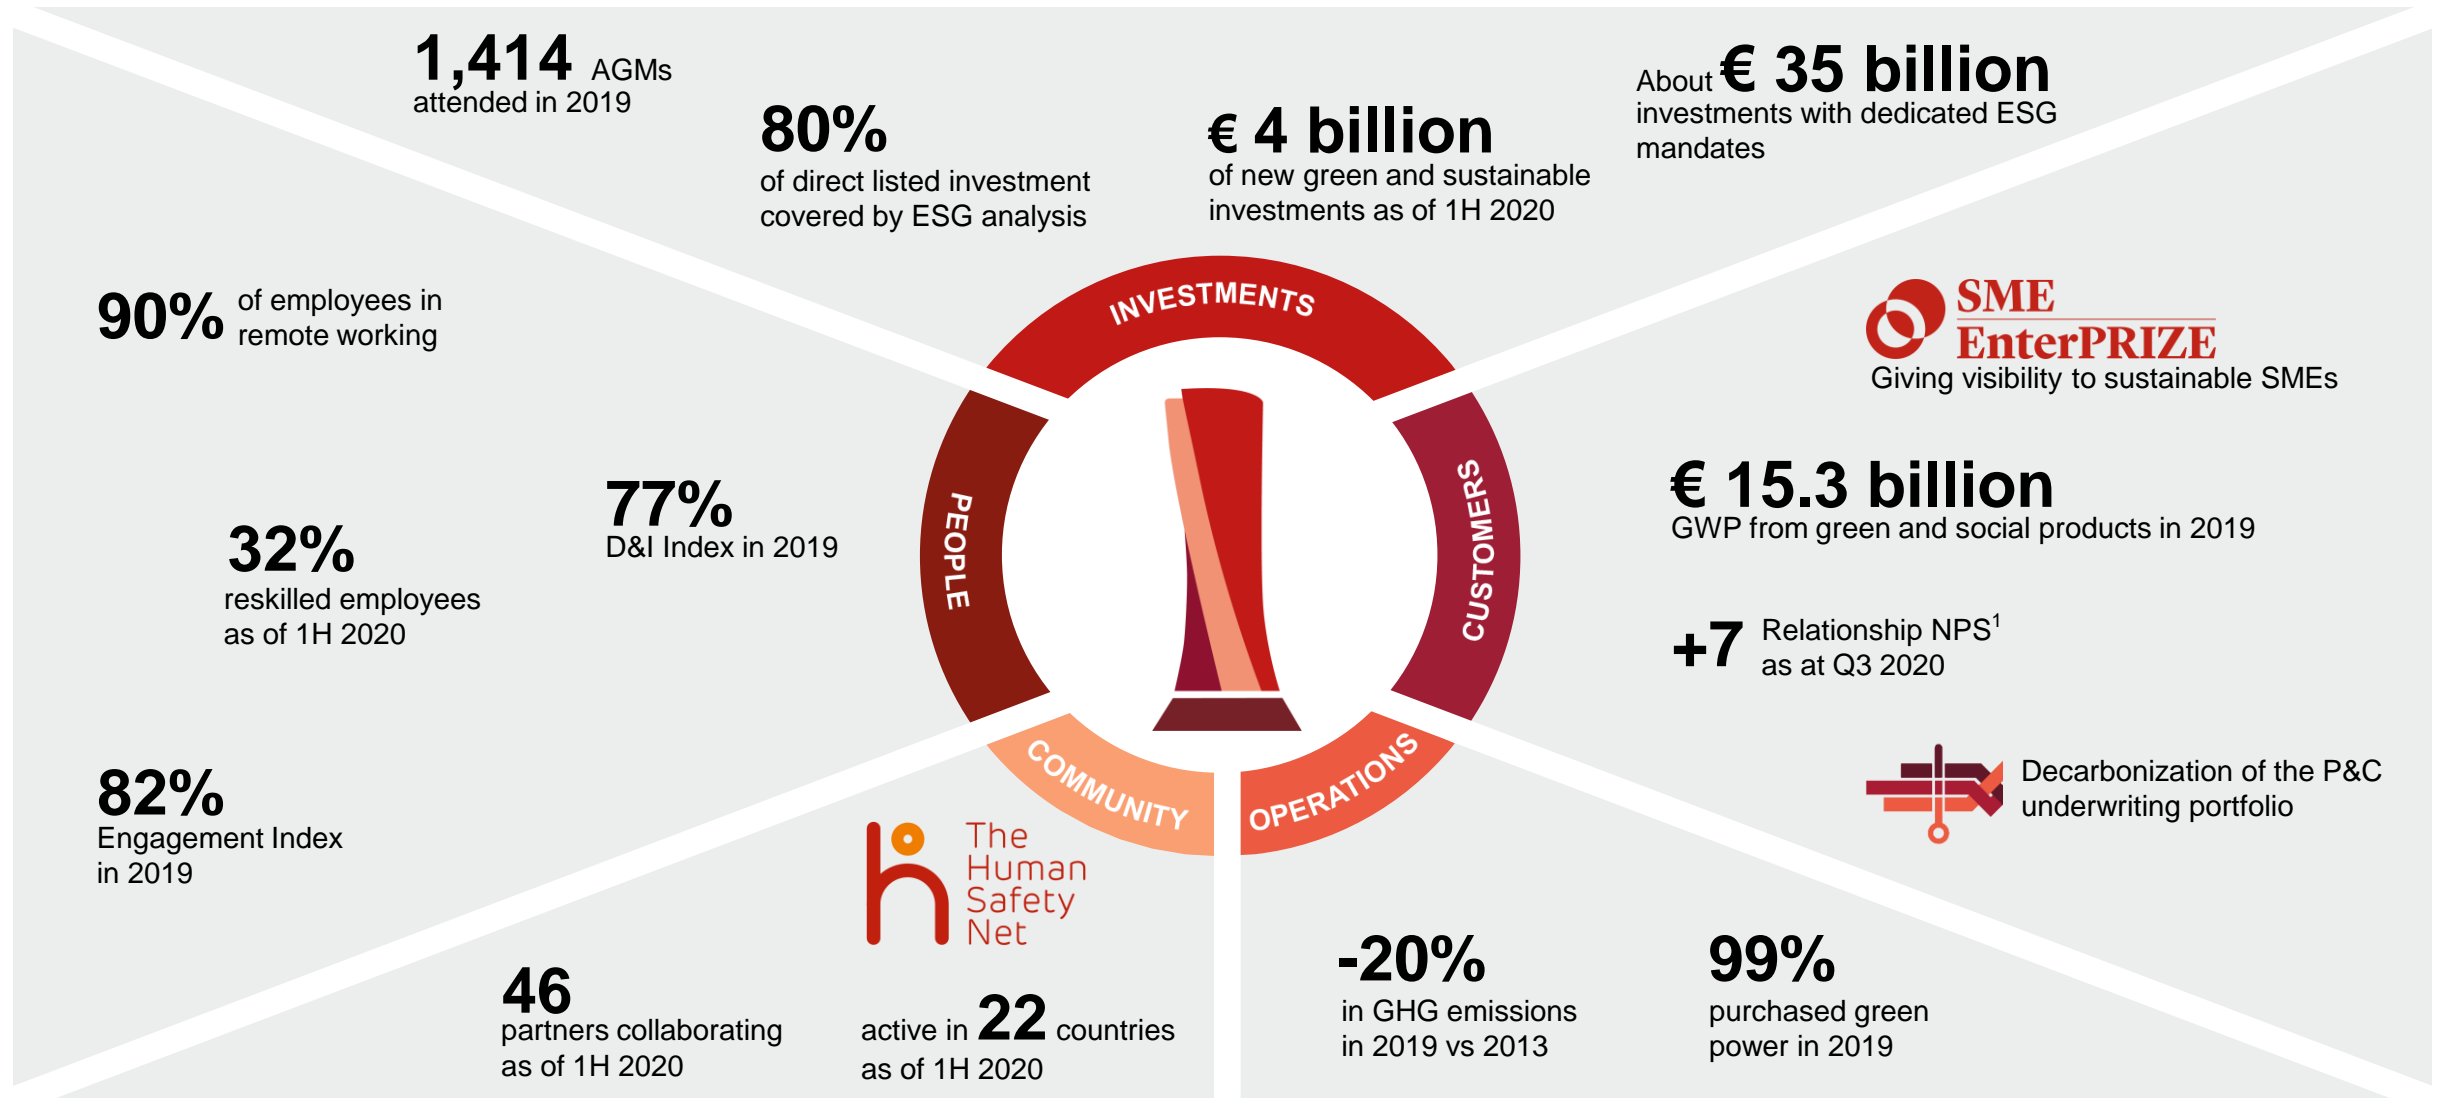 1,414 AGMs
attended in 2019
80%
of direct listed investment
covered by ESG analysis
€ 4 billion
of new green and sustainable
investments as of 1H 2020
About € 35 billion
investments with dedicated ESG
mandates
90% of employees in
remote working
32%
reskilled employees
as of 1H 2020
77%
D&I Index in 2019
82%
Engagement Index
in 2019
INVESTMENTS
PEOPLE
CUSTOMERS
COMMUNITY
OPERATIONS
SME
EnterPRIZE
Giving visibility to sustainable SMEs
€ 15.3 billion
GWP from green and social products in 2019
+7 Relationship NPS¹
as at Q3 2020
Decarbonization of the P&C
underwriting portfolio
The
Human
Safety
Net
46
partners collaborating
as of 1H 2020
active in 22 countries
as of 1H 2020
-20%
in GHG emissions
in 2019 vs 2013
99%
purchased green
power in 2019